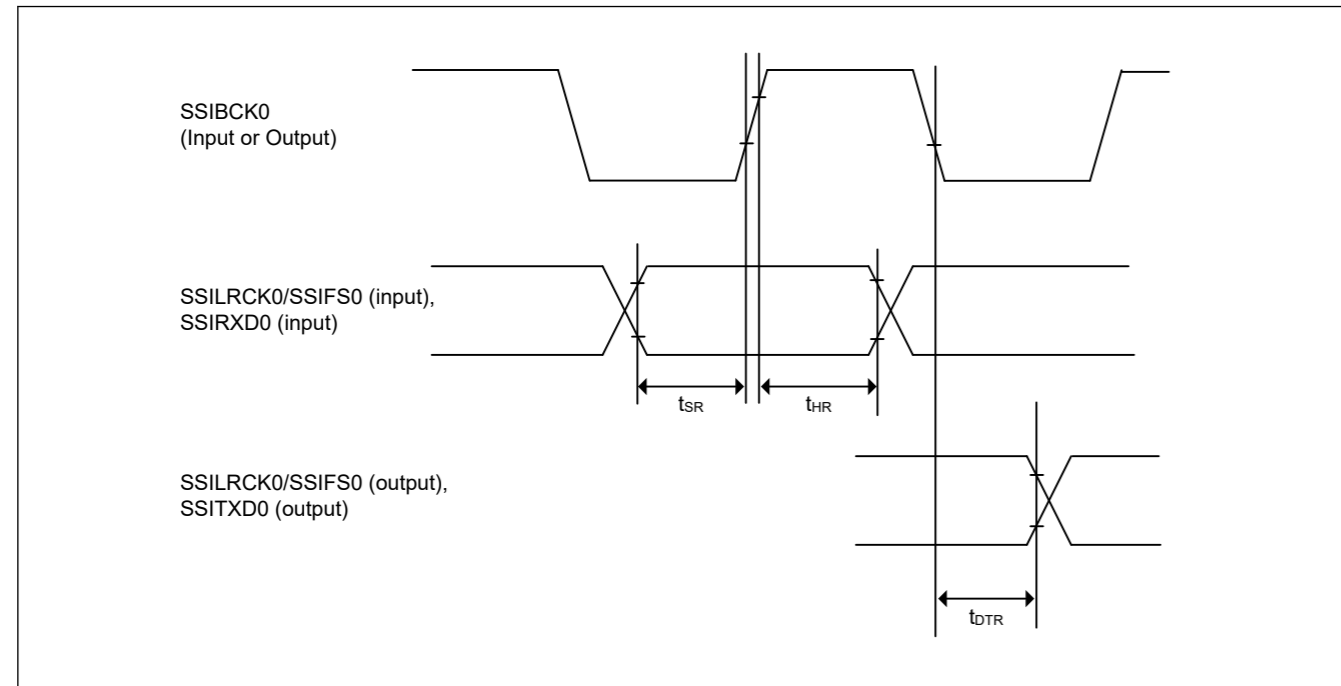 SSIBCK0
(Input or Output)
SSILRCK0/SSIFS0 (input),
SSIRXD0 (input)
tSR
tHR
SSILRCK0/SSIFS0 (output),
SSITXD0 (output)
tDTR